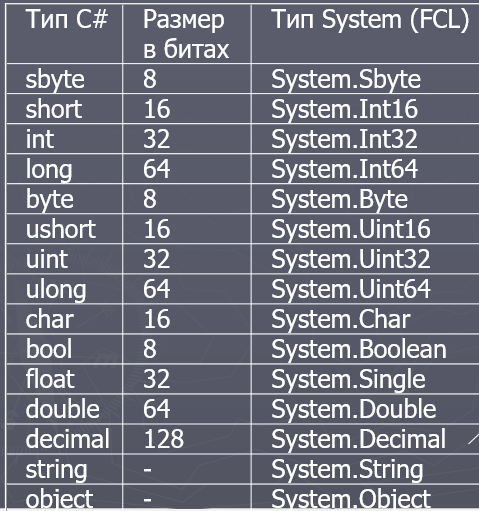 Тип C# Размер в битах Тип System (FCL)
sbyte 8 System.Sbyte
short 16 System.Int16
int 32 System.Int32
long 64 System.Int64
byte 8 System.Byte
ushort 16 System.Uint16
uint 32 System.Uint32
ulong 64 System.Uint64
char 16 System.Char
bool 8 System.Boolean
float 32 System.Single
double 64 System.Double
decimal 128 System.Decimal
string - System.String
object - System.Object